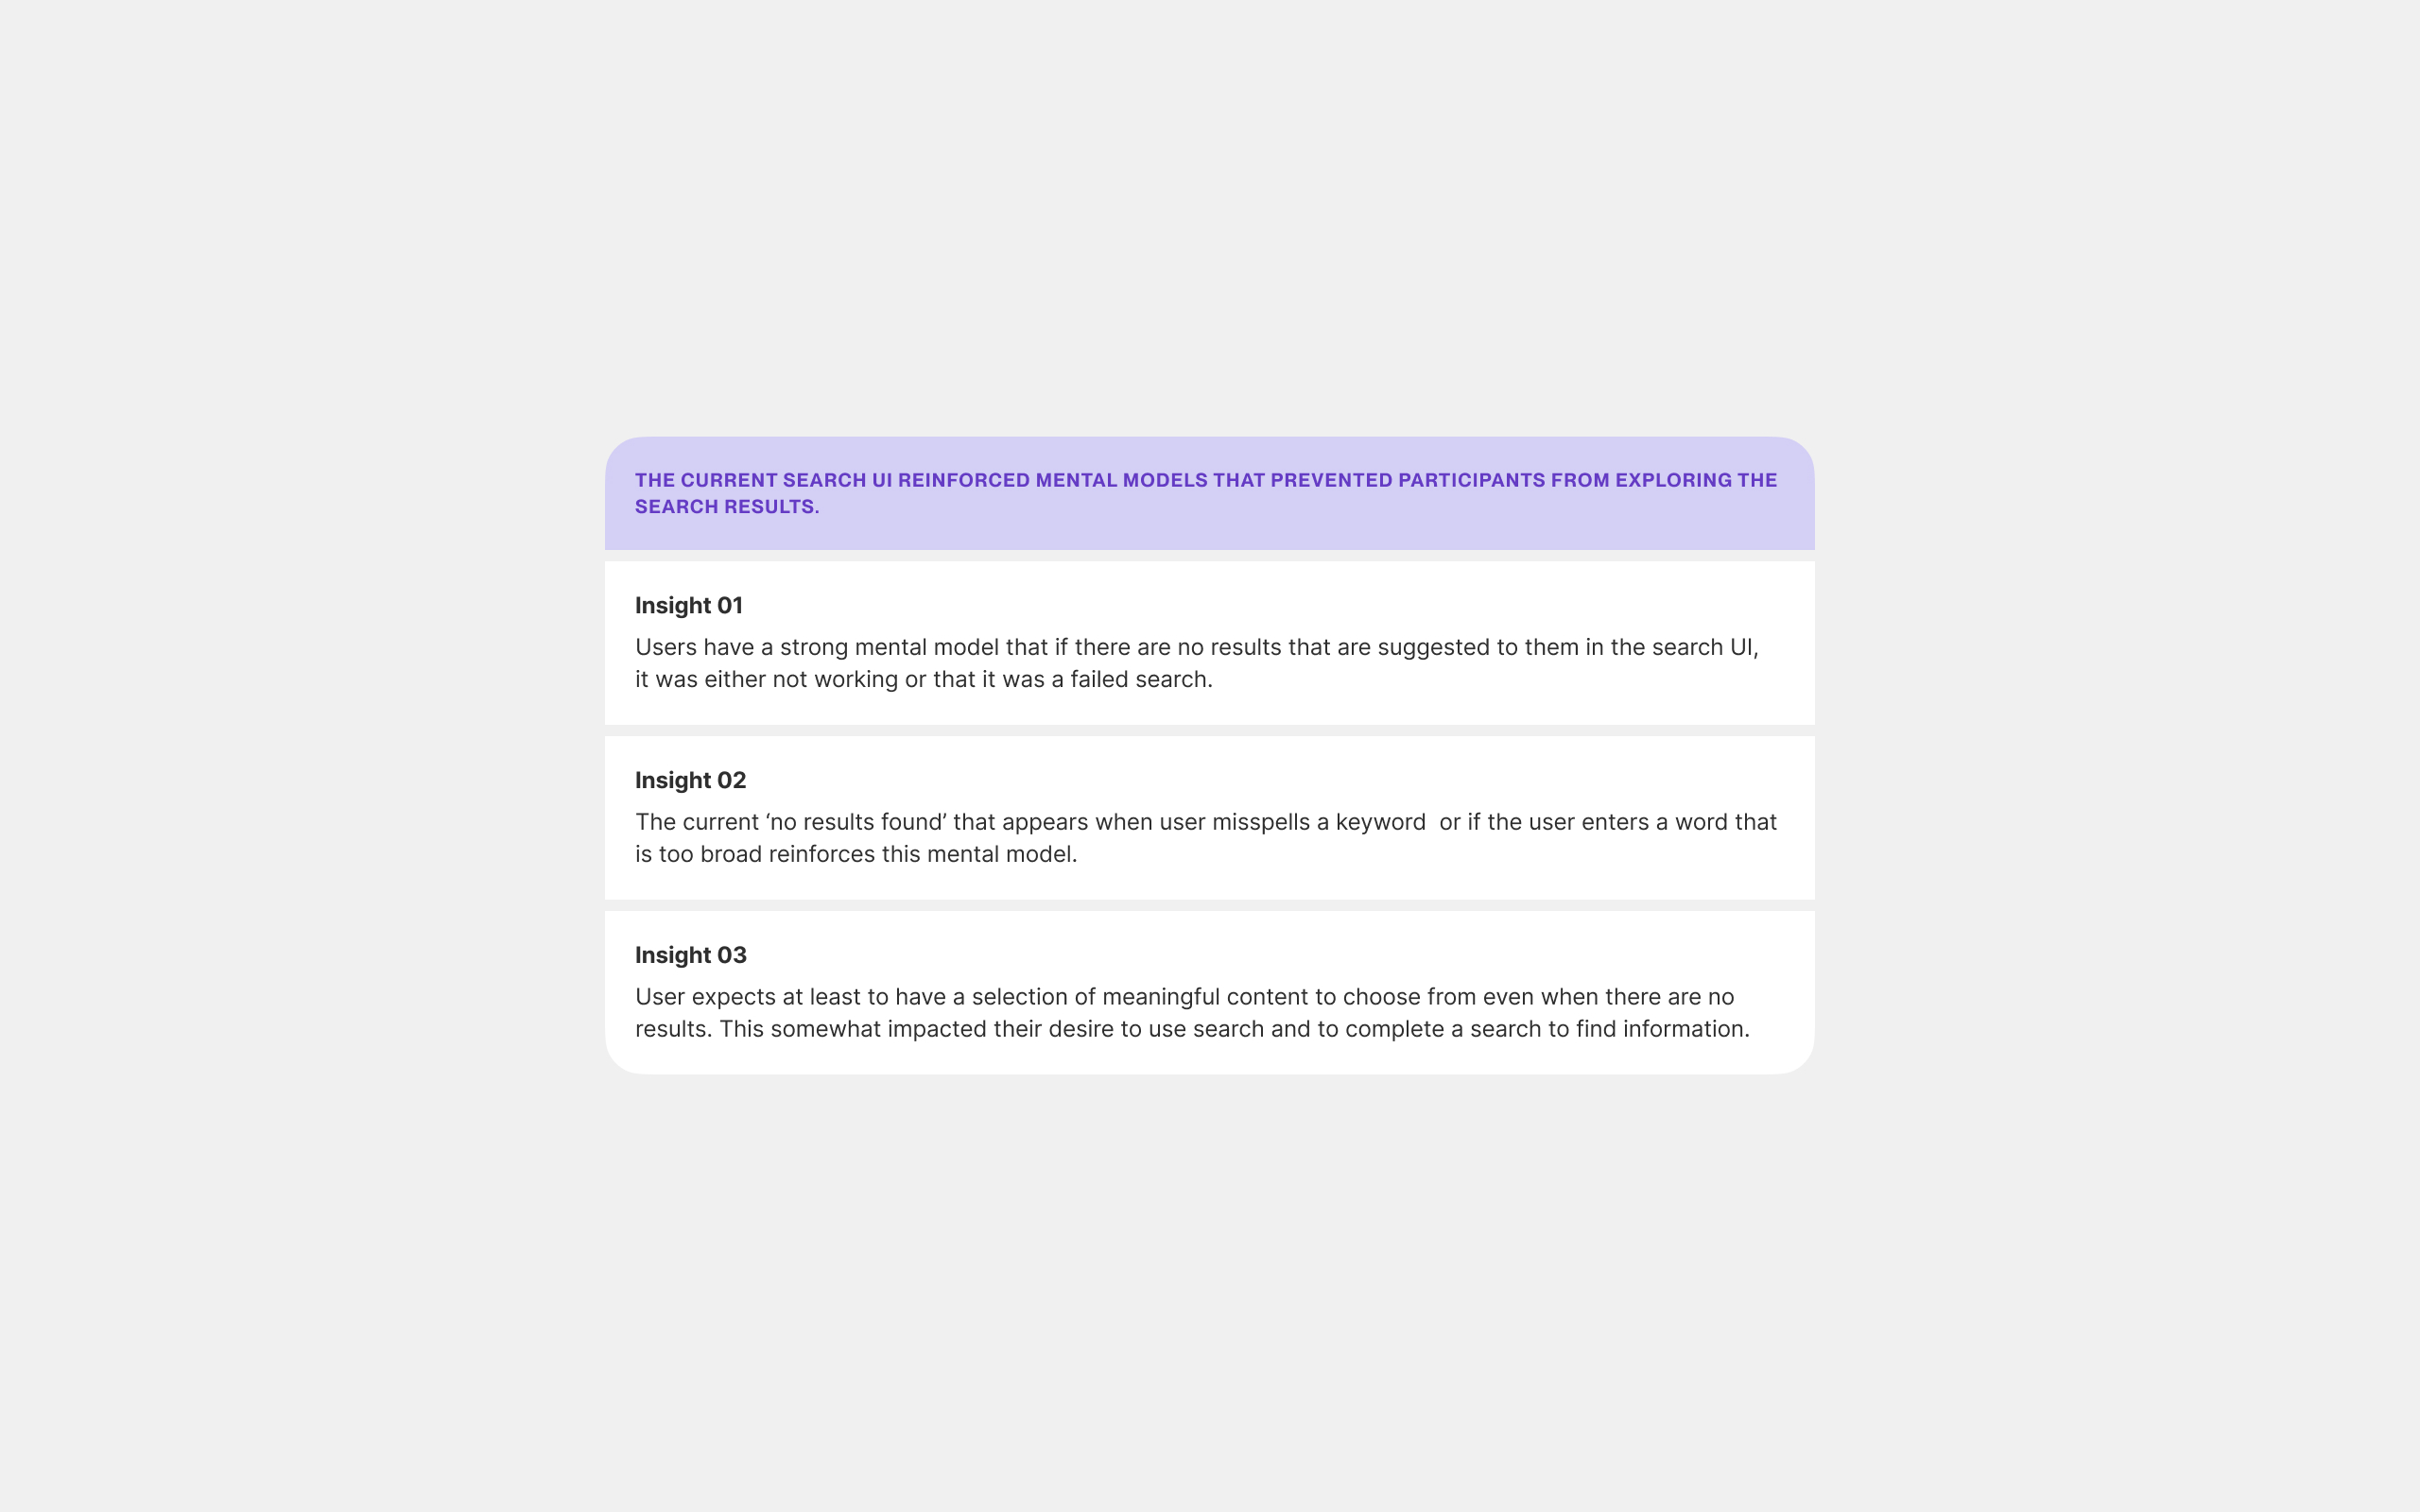 THE CURRENT SEARCH UI REINFORCED MENTAL MODELS THAT PREVENTED PARTICIPANTS FROM EXPLORING THE
SEARCH RESULTS.
Insight 01
Users have a strong mental model that if there are no results that are suggested to them in the search UI,
it was either not working or that it was a failed search.
Insight 02
The current ‘no results found’ that appears when user misspells a keyword  or if the user enters a word that
is too broad reinforces this mental model.
Insight 03
User expects at least to have a selection of meaningful content to choose from even when there are no
results. This somewhat impacted their desire to use search and to complete a search to find information.